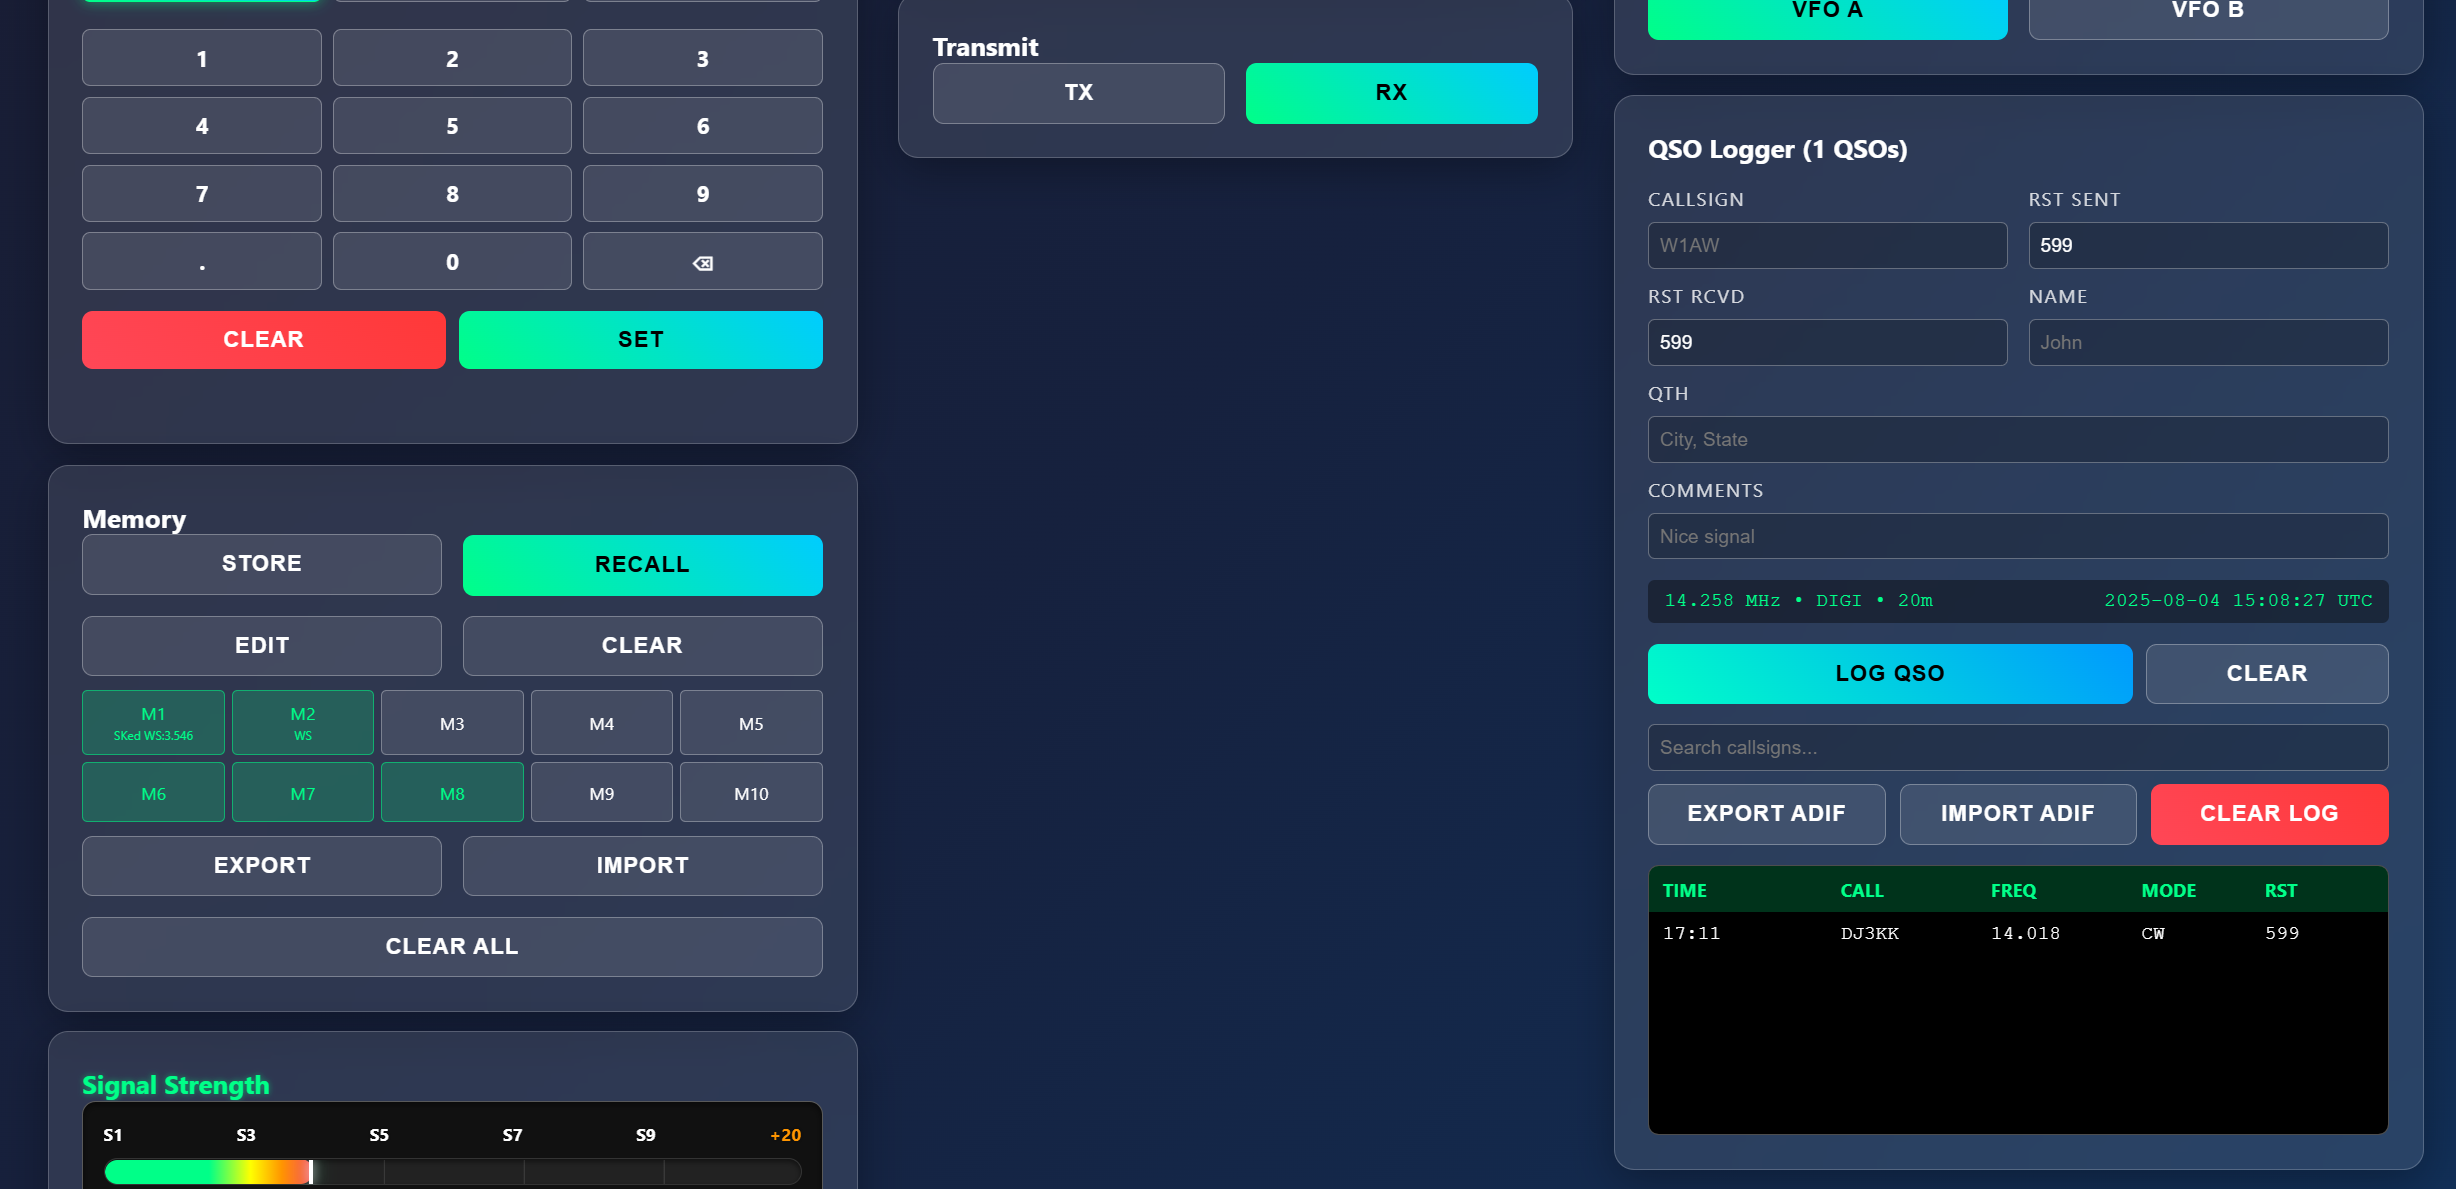 1
2
3
4
5
6
7
8
9
.
0
⌫
CLEAR
SET
Memory
STORE
RECALL
EDIT
CLEAR
M1
SKed WS:3.546
M2
WS
M3
M4
M5
M6
M7
M8
M9
M10
EXPORT
IMPORT
CLEAR ALL
Signal Strength
S1
S3
S5
S7
S9
+20
Transmit
TX
RX
VFO A
VFO B
QSO Logger (1 QSOs)
CALLSIGN
RST SENT
W1AW
599
RST RCVD
NAME
599
John
QTH
City, State
COMMENTS
Nice signal
14.258 MHz • DIGI • 20m
2025-08-04 15:08:27 UTC
LOG QSO
CLEAR
Search callsigns...
EXPORT ADIF
IMPORT ADIF
CLEAR LOG
TIME CALL FREQ MODE RST
17:11 DJ3KK 14.018 CW 599